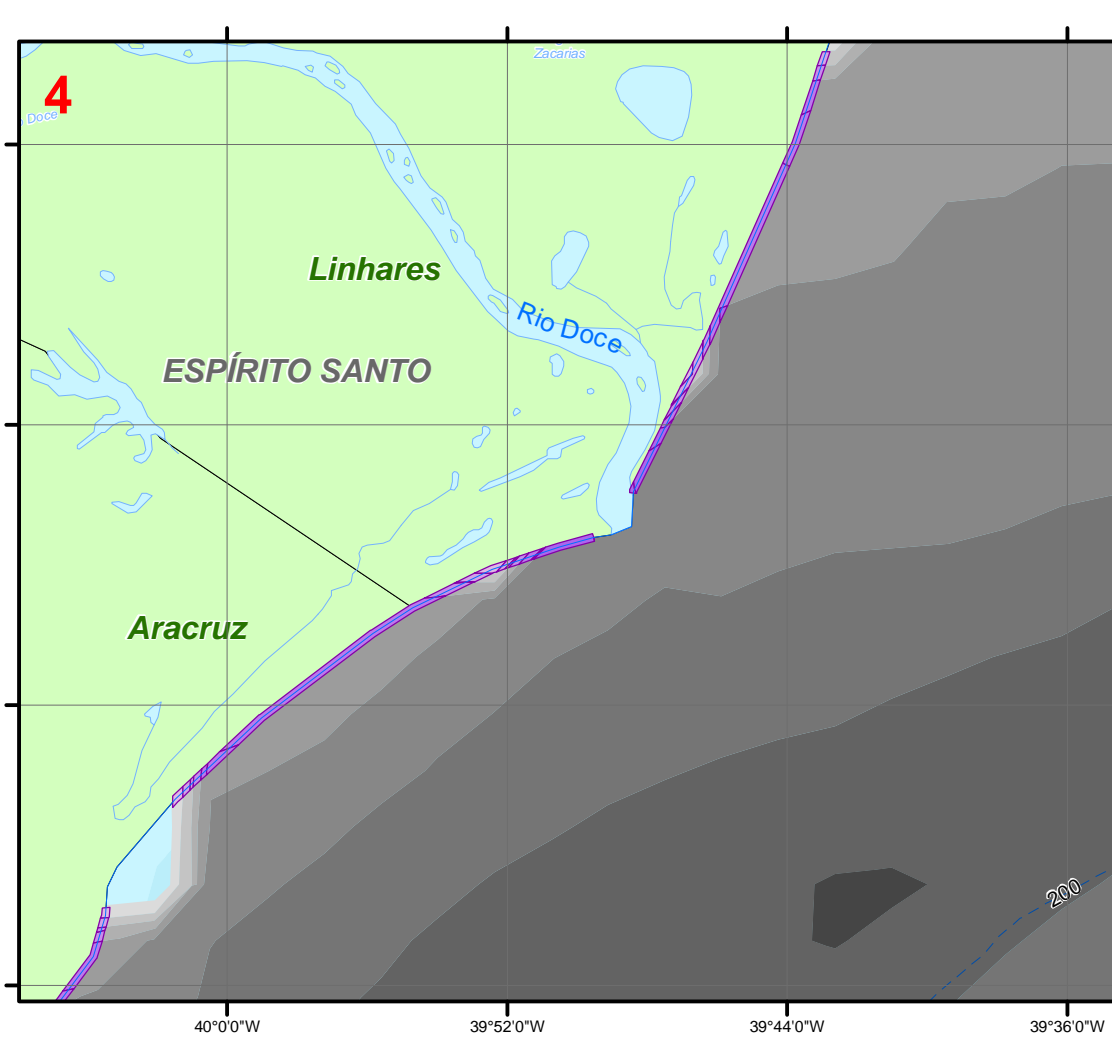 Zacarias
4
Doce
Linhares
Rio Doce
ESPÍRITO SANTO
Aracruz
200
40°0'0"W
39°52'0"W
39°44'0"W
39°36'0"W